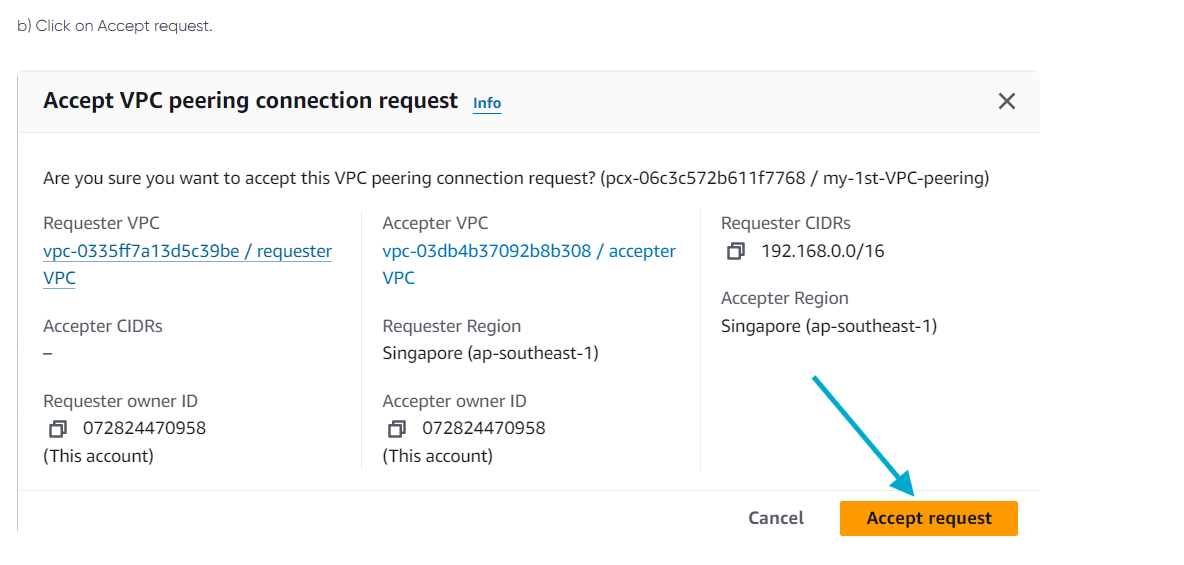 b) Click on Accept request.
Accept VPC peering connection request Info
Are you sure you want to accept this VPC peering connection request? (pcx-06c3c572b611f7768 / my-1st-VPC-peering)
Requester VPC
vpc-0335ff7a13d5c39be / requester
VPC
Accepter VPC
vpc-03db4b37092b8b308 / accepter
VPC
Requester CIDRs
192.168.0.0/16
Accepter CIDRs
–
Requester Region
Singapore (ap-southeast-1)
Accepter Region
Singapore (ap-southeast-1)
Requester owner ID
072824470958
(This account)
Accepter owner ID
072824470958
(This account)
Cancel
Accept request